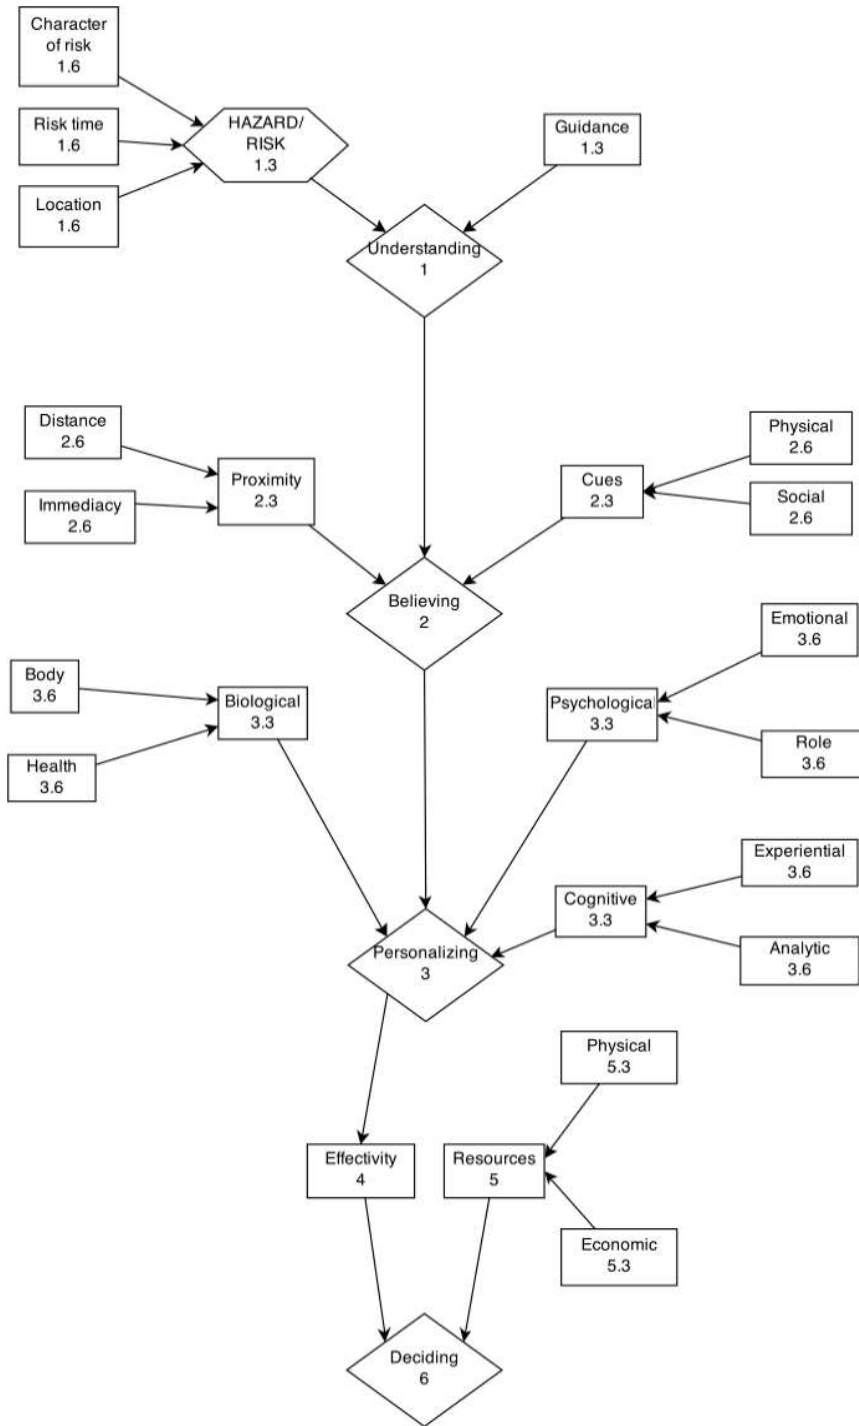 Character
of risk
1.6
Risk time
1.6
Location
1.6
HAZARD/
RISK
1.3
Guidance
1.3
Understanding
1
Distance
2.6
Immediacy
2.6
Proximity
2.3
Cues
2.3
Physical
2.6
Social
2.6
Believing
2
Body
3.6
Health
3.6
Biological
3.3
Psychological
3.3
Emotional
3.6
Role
3.6
Cognitive
3.3
Experiential
3.6
Analytic
3.6
Personalizing
3
Physical
5.3
Effectivity
4
Resources
5
Economic
5.3
Deciding
6